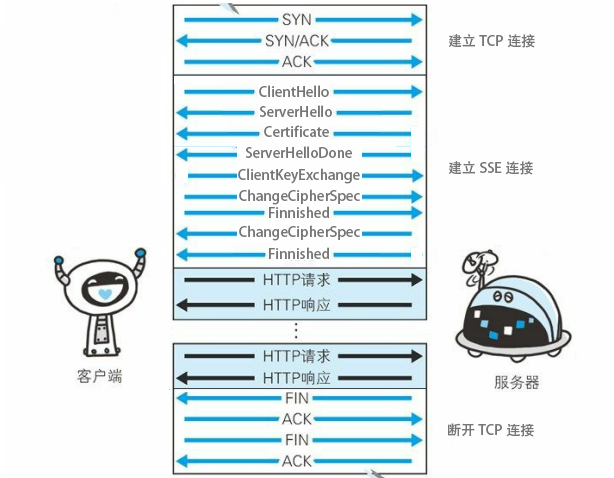 SYN
SYN/ACK
建立 TCP 连接
ACK
ClientHello
ServerHello
Certificate
ServerHelloDone
建立 SSE 连接
ClientKeyExchange
ChangeCipherSpec
Finnished
ChangeCipherSpec
Finnished
HTTP请求
HTTP响应
HTTP请求
HTTP响应
客户端
服务器
FIN
ACK
断开 TCP 连接
FIN
ACK